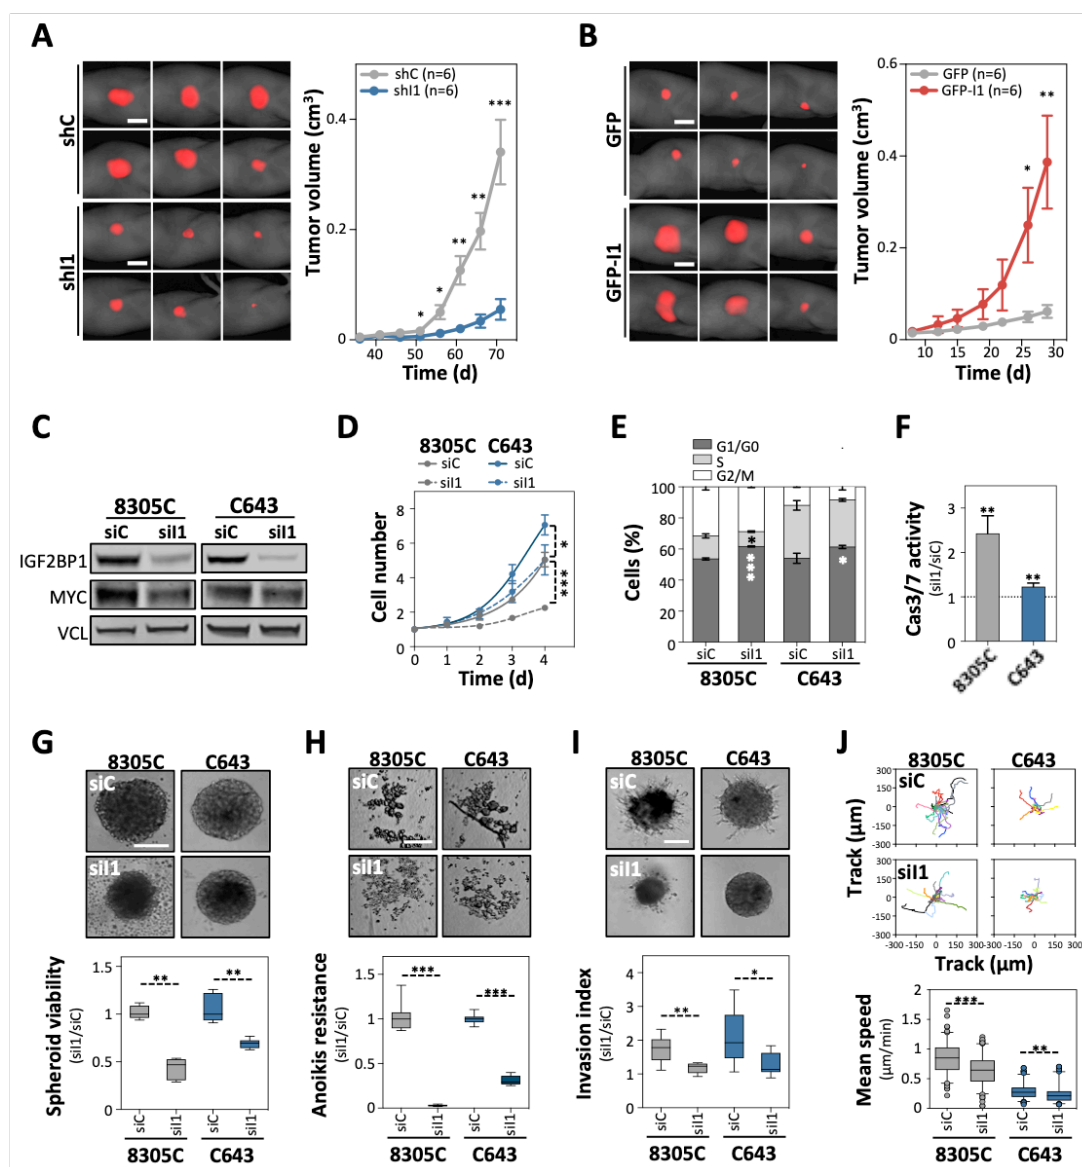 A
shC
shI1
Tumor volume (cm³)
shC (n=6)
shI1 (n=6)
***
**
**
*
*
0.4
0.2
0
40 50 60 70
Time (d)
B
GFP
GFP-I1
Tumor volume (cm³)
GFP (n=6)
GFP-I1 (n=6)
**
*
0.6
0.4
0.2
0
10 15 20 25 30
Time (d)
C
8305C C643
siC siI1 siC siI1
IGF2BP1
MYC
VCL
D
8305C C643
siC siC
siI1 siI1
Cell number
8
6
4
2
0
*
***
0 1 2 3 4
Time (d)
E
G1/G0
S
G2/M
Cells (%)
100
80
60
40
20
0
*
***
*
siC siI1 siC siI1
8305C C643
F
Cas3/7 activity
(siI1/siC)
3
2
1
0
**
**
8305C
C643
G
8305C C643
siC
siI1
Spheroid viability
(siI1/siC)
1.5
1
0.5
0
** **
siC siI1 siC siI1
8305C C643
H
8305C C643
siC
siI1
Anoikis resistance
(siI1/siC)
1.5
1
0.5
0
***
***
siC siI1 siC siI1
8305C C643
I
8305C C643
siC
siI1
Invasion index
(siI1/siC)
4
3
2
1
0
**
*
siC siI1 siC siI1
8305C C643
J
8305C C643
siC
siI1
Track (µm)
300
150
0
-150
-300
300
150
0
-150
-300
-300 -150 0 150 300 -300 -150 0 150 300
Track (µm)
Mean speed
(µm/min)
2
1.5
1
0.5
0
***
**
siC siI1 siC siI1
8305C C643